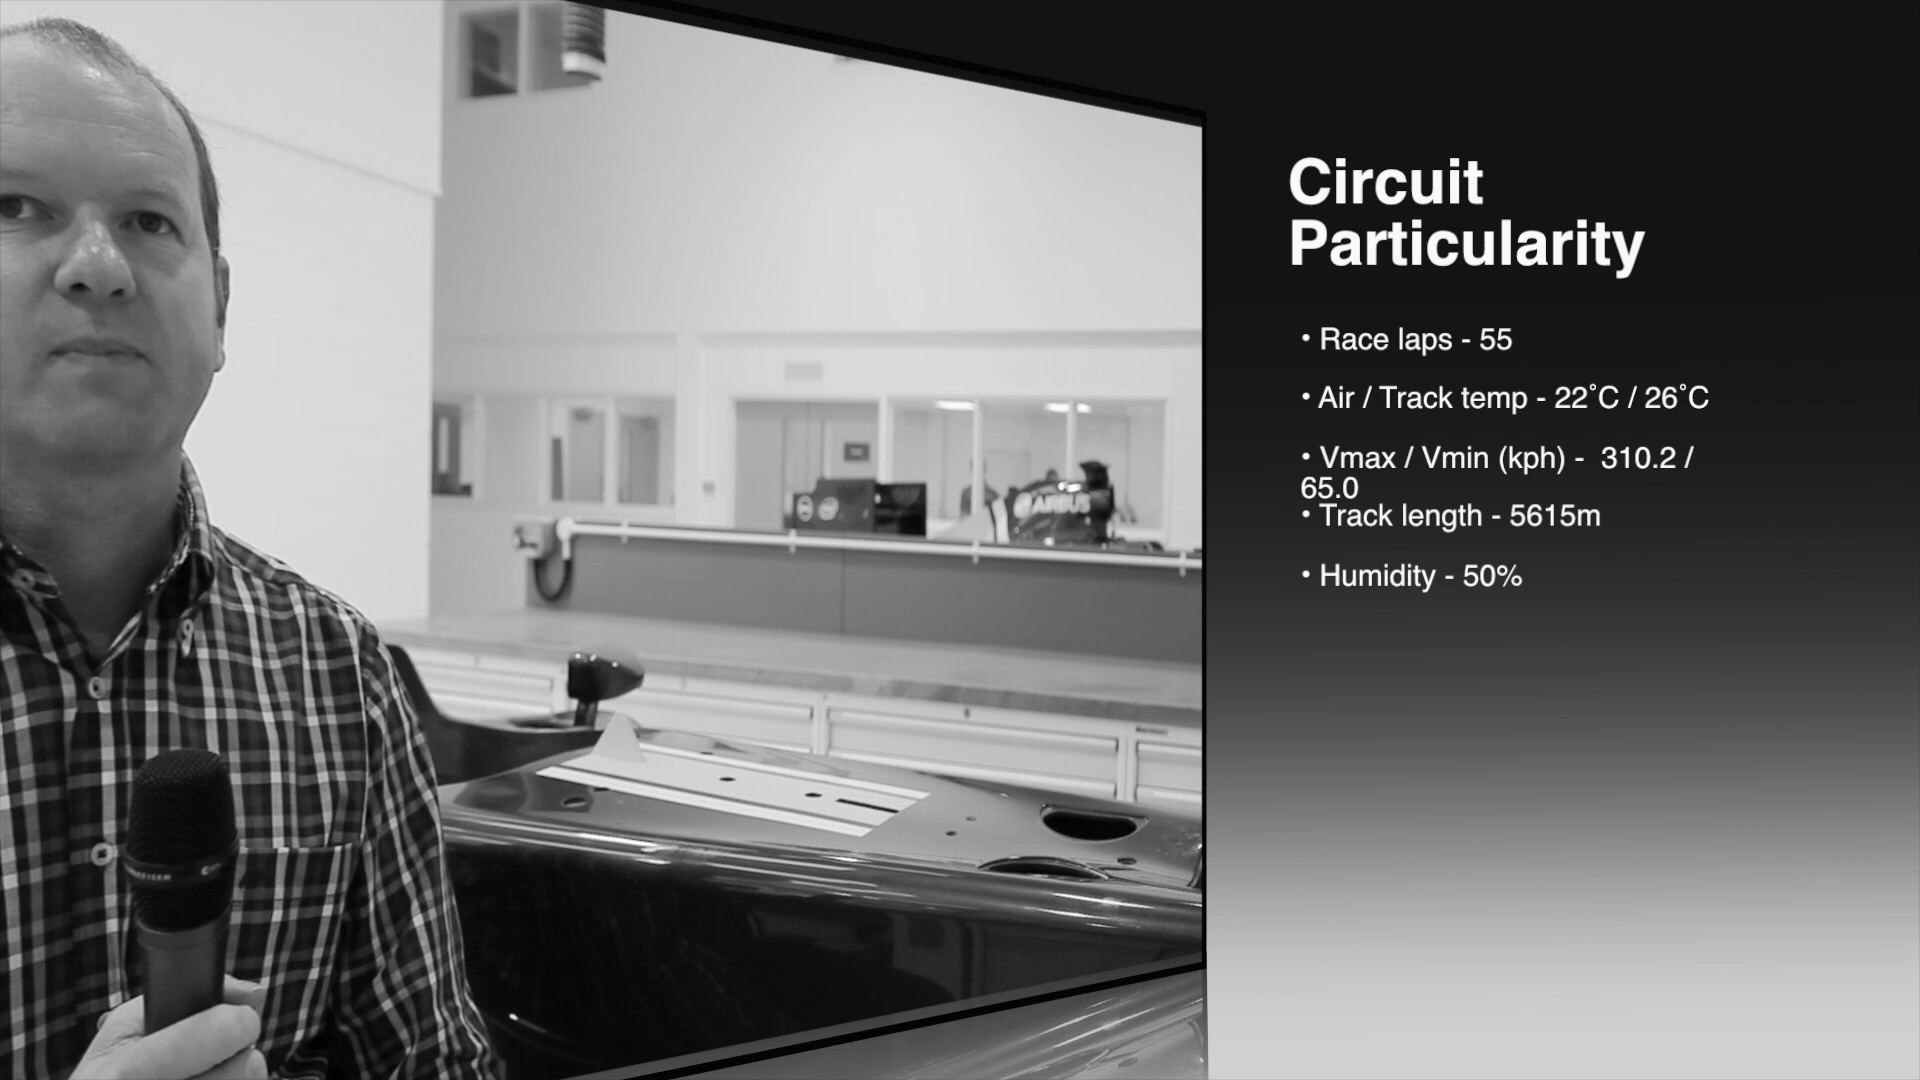 Circuit
Particularity
• Race laps - 55
• Air / Track temp - 22°C / 26°C
• Vmax / Vmin (kph) -  310.2 /
65.0
• Track length - 5615m
• Humidity - 50%
AIRBUS